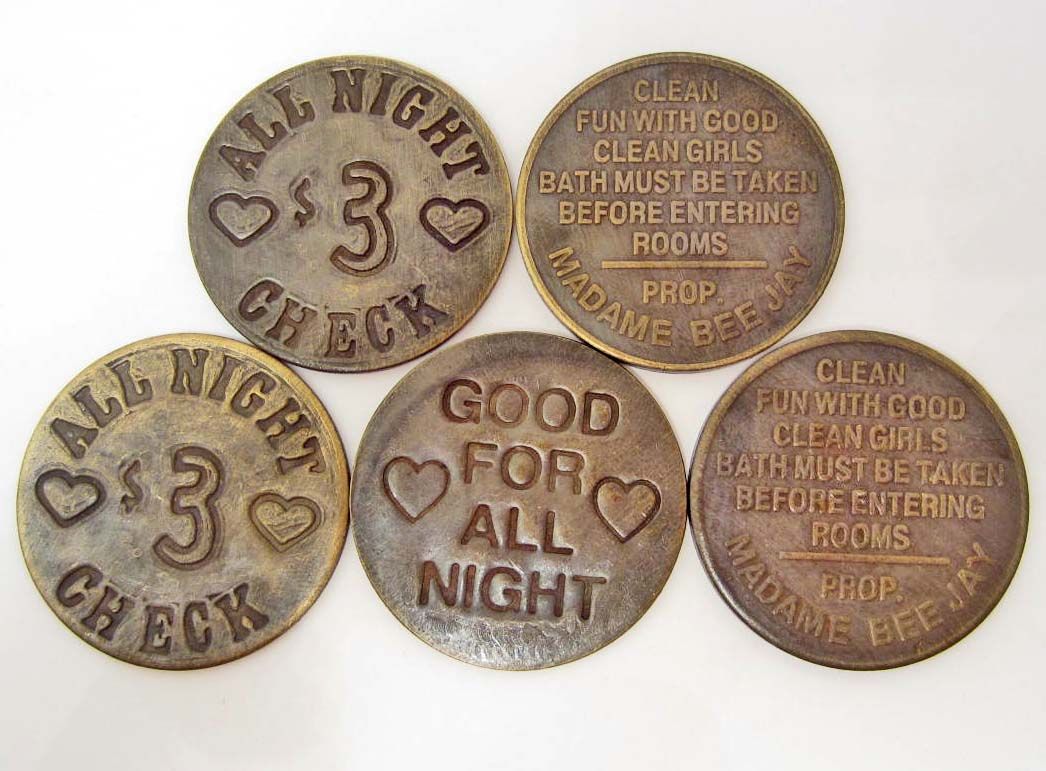 ALL NIGHT
$3
CHECK
CLEAN
FUN WITH GOOD
CLEAN GIRLS
BATH MUST BE TAKEN
BEFORE ENTERING
ROOMS
PROP.
MADAME BEE JAY
ALL NIGHT
$3
CHECK
GOOD
FOR
ALL
NIGHT
CLEAN
FUN WITH GOOD
CLEAN GIRLS
BATH MUST BE TAKEN
BEFORE ENTERING
ROOMS
PROP.
MADAME BEE JAY